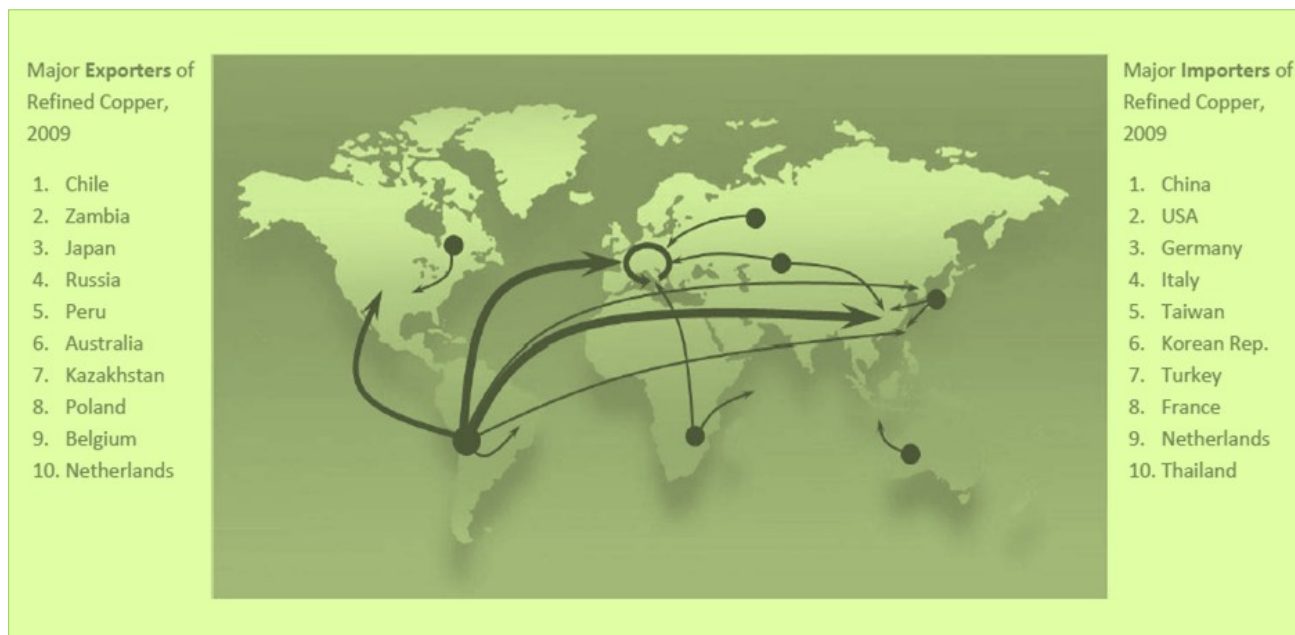 Major Exporters of
Refined Copper,
2009
1. Chile
2. Zambia
3. Japan
4. Russia
5. Peru
6. Australia
7. Kazakhstan
8. Poland
9. Belgium
10. Netherlands
Major Importers of
Refined Copper,
2009
1. China
2. USA
3. Germany
4. Italy
5. Taiwan
6. Korean Rep.
7. Turkey
8. France
9. Netherlands
10. Thailand